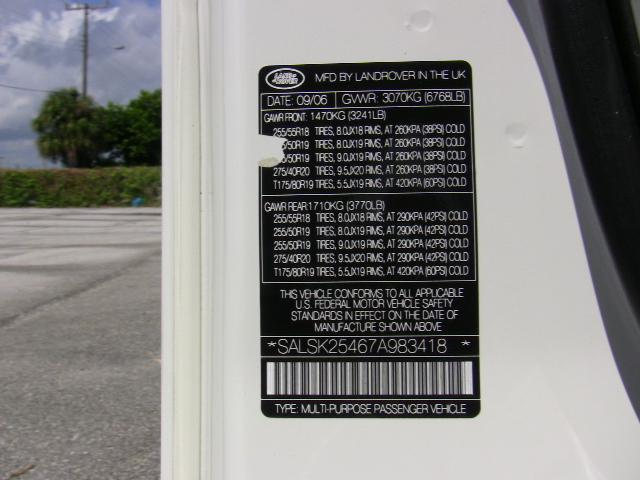 LAND ROVER
MFD BY LANDROVER IN THE UK
DATE: 09/06 GVWR: 3070KG (6768LB)
GAWR FRONT: 1470KG (3241LB)
255/55R18 TIRES, 8.0JX18 RIMS, AT 260KPA (38PSI) COLD
/50R19 TIRES, 8.0JX19 RIMS, AT 260KPA (38PSI) COLD
/50R19 TIRES, 9.0JX19 RIMS, AT 260KPA (38PSI) COLD
275/40R20 TIRES, 9.5JX20 RIMS, AT 260KPA (38PSI) COLD
T175/80R19 TIRES, 5.5JX19 RIMS, AT 420KPA (60PSI) COLD
GAWR REAR: 1710KG (3770LB)
255/55R18 TIRES, 8.0JX18 RIMS, AT 290KPA (42PSI) COLD
255/50R19 TIRES, 8.0JX19 RIMS, AT 290KPA (42PSI) COLD
255/50R19 TIRES, 9.0JX19 RIMS, AT 290KPA (42PSI) COLD
275/40R20 TIRES, 9.5JX20 RIMS, AT 290KPA (42PSI) COLD
T175/80R19 TIRES, 5.5JX19 RIMS, AT 420KPA (60PSI) COLD
THIS VEHICLE CONFORMS TO ALL APPLICABLE
U.S. FEDERAL MOTOR VEHICLE SAFETY
STANDARDS IN EFFECT ON THE DATE OF
MANUFACTURE SHOWN ABOVE
*SALSK25467A983418 *
TYPE: MULTI-PURPOSE PASSENGER VEHICLE